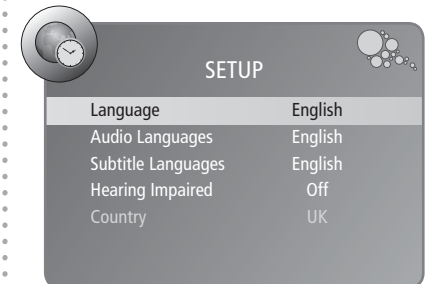 SETUP
Language English
Audio Languages English
Subtitle Languages English
Hearing Impaired Off
Country UK